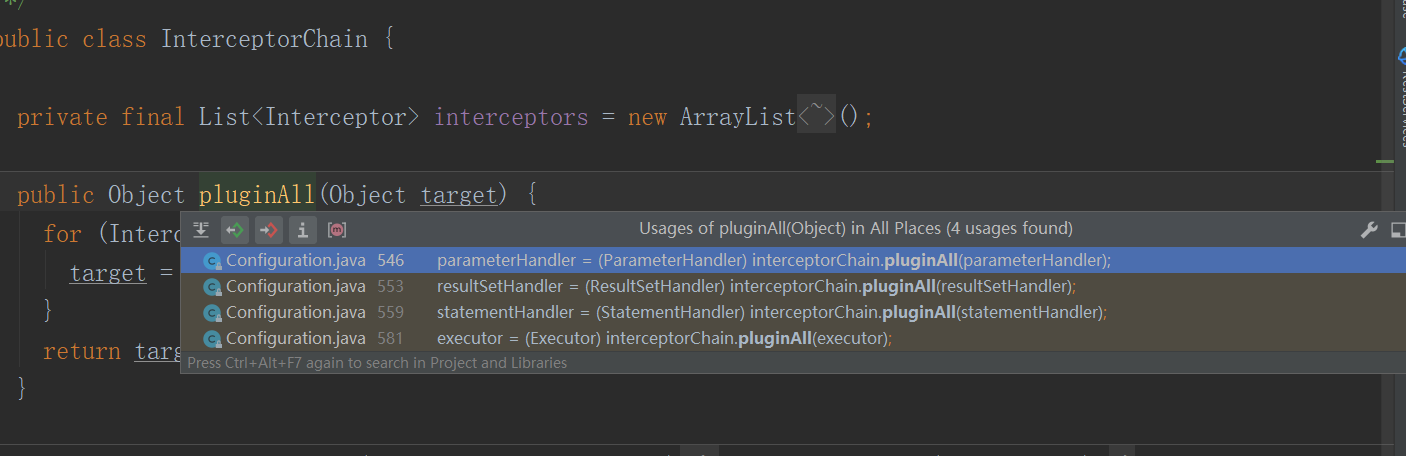 */
public class InterceptorChain {
private final List<Interceptor> interceptors = new ArrayList<~>();
public Object pluginAll(Object target) {
for (Interc
Usages of pluginAll(Object) in All Places (4 usages found)
target =
Configuration.java 546 parameterHandler = (ParameterHandler) interceptorChain.pluginAll(parameterHandler);
Configuration.java 553 resultSetHandler = (ResultSetHandler) interceptorChain.pluginAll(resultSetHandler);
}
Configuration.java 559 statementHandler = (StatementHandler) interceptorChain.pluginAll(statementHandler);
return targ
Configuration.java 581 executor = (Executor) interceptorChain.pluginAll(executor);
Press Ctrl+Alt+F7 again to search in Project and Libraries
}